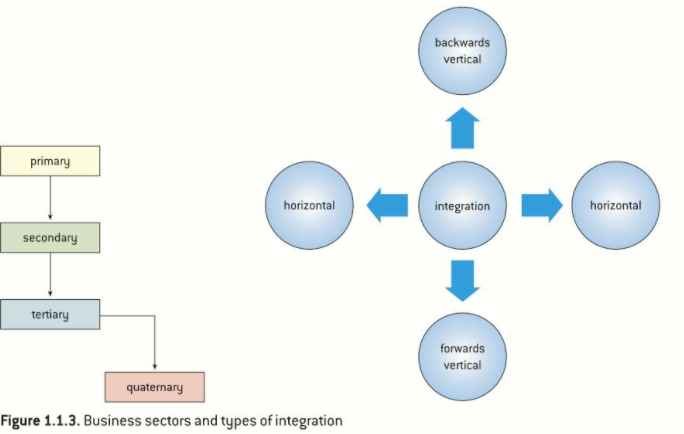 primary
secondary
tertiary
quaternary
backwards
vertical
horizontal
integration
horizontal
forwards
vertical
Figure 1.1.3. Business sectors and types of integration